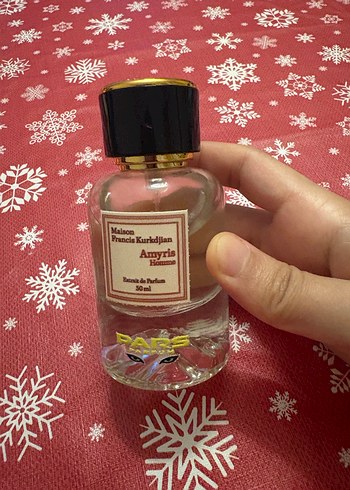 Maison
Francis Kurkdjian
Amyris
Homme
Extrait de Parfum
50 ml
PARS